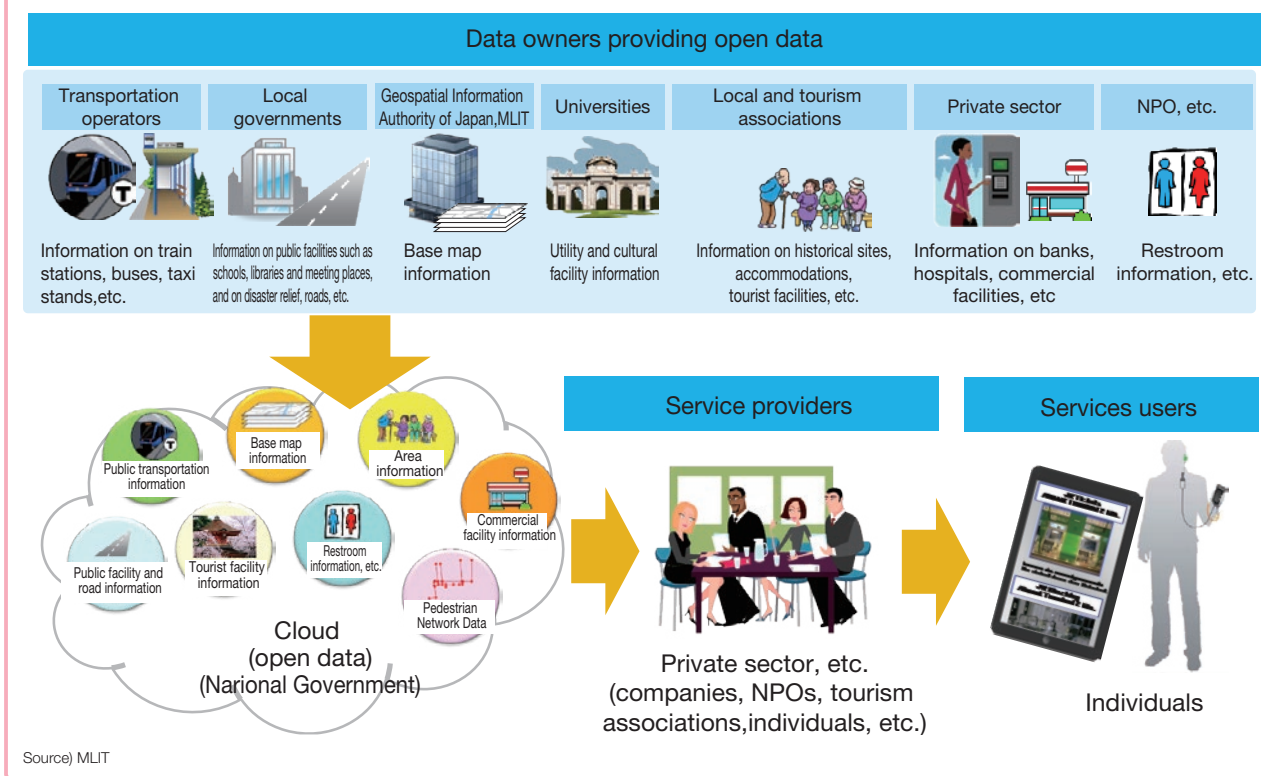 Data owners providing open data
Transportation
operators
Local
governments
Geospatial Information
Authority of Japan,MLIT
Universities
Local and tourism
associations
Private sector
NPO, etc.
Information on train
stations, buses, taxi
stands,etc.
Information on public facilities such as
schools, libraries and meeting places,
and on disaster relief, roads, etc.
Base map
information
Utility and cultural
facility information
Information on historical sites,
accommodations,
tourist facilities, etc.
Information on banks,
hospitals, commercial
facilities, etc
Restroom
information, etc.
Public transportation
information
Base map
information
Area
information
Commercial
facility information
Public facility and
road information
Tourist facility
information
Restroom
information, etc.
Pedestrian
Network Data
Cloud
(open data)
(Narional Government)
Service providers
Private sector, etc.
(companies, NPOs, tourism
associations,individuals, etc.)
Services users
Individuals
Source) MLIT